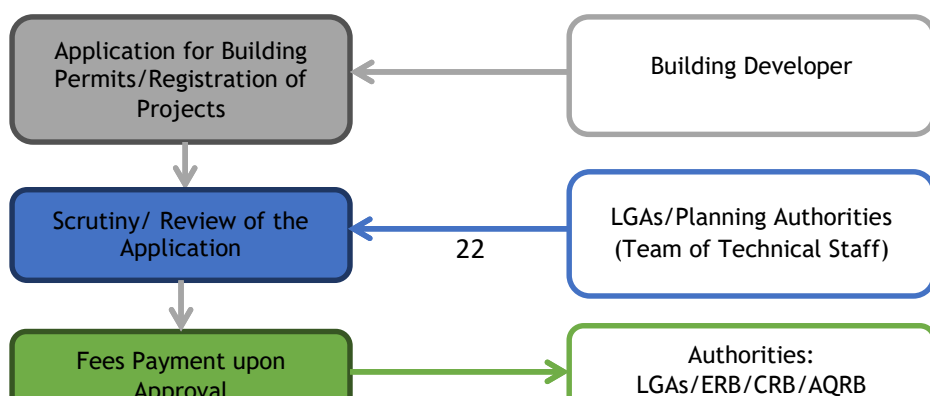 Application for Building
Permits/Registration of
Projects
Building Developer
Scrutiny/ Review of the
Application
22
LGAs/Planning Authorities
(Team of Technical Staff)
Fees Payment upon
Approval
Authorities:
LGAs/ERB/CRB/AQRB